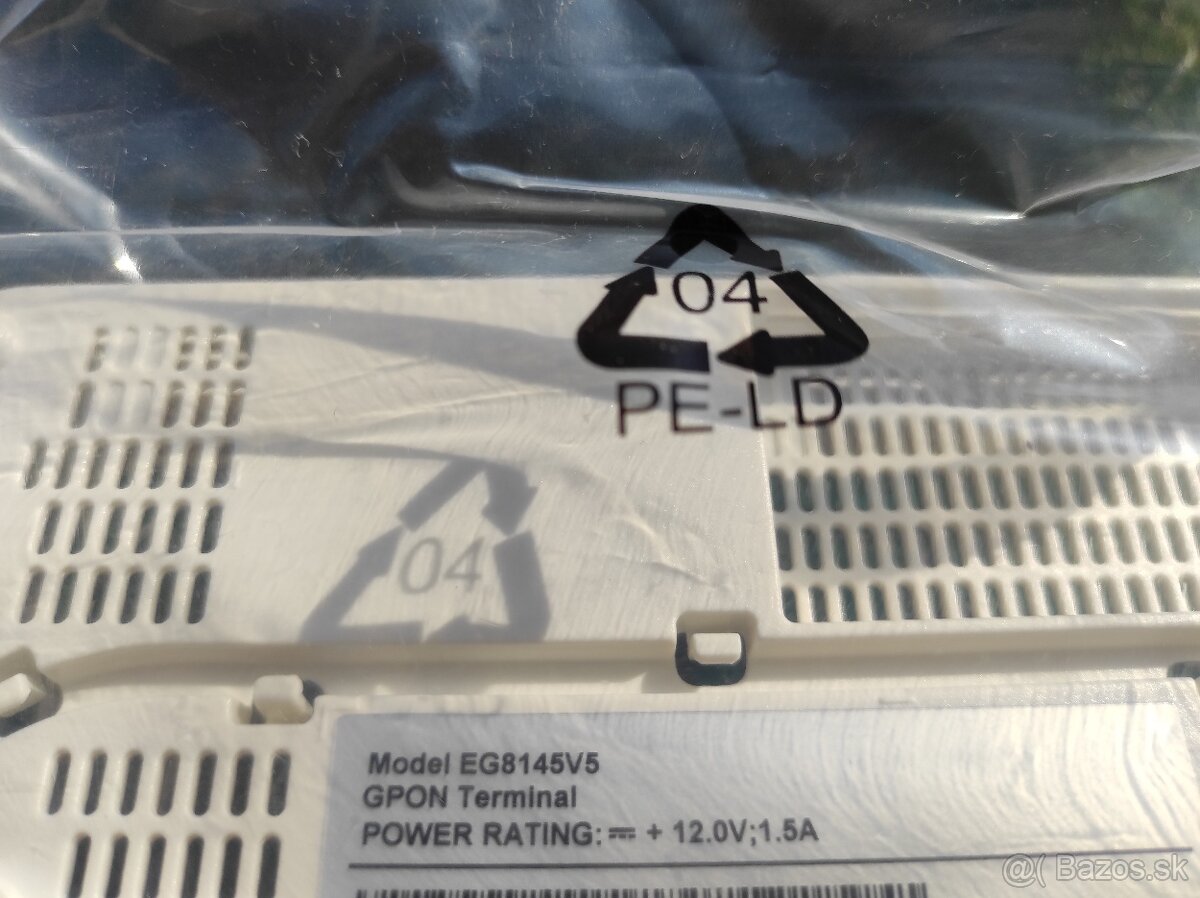 04
PE-LD
04
Model EG8145V5
GPON Terminal
POWER RATING: ⎓ + 12.0V;1.5A
@( Bazos.sk